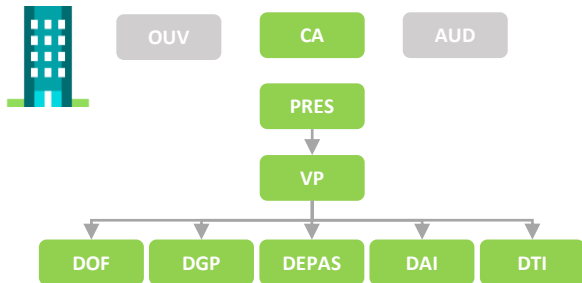 OUV CA AUD
PRES
VP
DOF DGP DEPAS DAI DTI